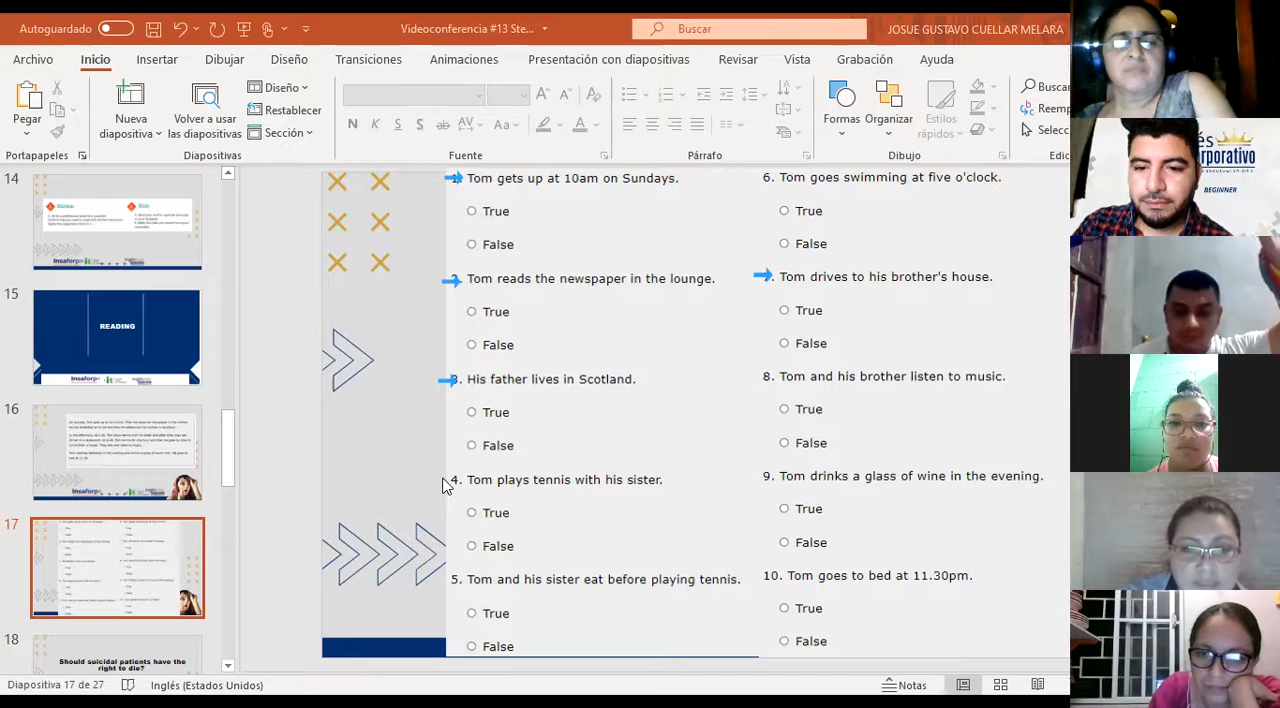 Autoguardado
Videoconferencia #13 Ste...
Buscar
JOSUE GUSTAVO CUELLAR MELARA
Archivo
Inicio
Insertar
Dibujar
Diseño
Transiciones
Animaciones
Presentación con diapositivas
Revisar
Vista
Grabación
Ayuda
Pegar
Nueva diapositiva
Volver a usar las diapositivas
Diseño
Restablecer
Sección
N K S S ab AV Aa A
Formas
Organizar
Estilos rápidos
Buscar
Portapapeles
Diapositivas
Fuente
Párrafo
Dibujo
BEGINNER
14
15
READING
16
17
18
Should suicidal patients have the
right to die?
1. Tom gets up at 10am on Sundays.
True
False
2. Tom reads the newspaper in the lounge.
True
False
3. His father lives in Scotland.
True
False
4. Tom plays tennis with his sister.
True
False
5. Tom and his sister eat before playing tennis.
True
False
6. Tom goes swimming at five o'clock.
True
False
7. Tom drives to his brother's house.
True
False
8. Tom and his brother listen to music.
True
False
9. Tom drinks a glass of wine in the evening.
True
False
10. Tom goes to bed at 11.30pm.
True
False
Diapositiva 17 de 27
Inglés (Estados Unidos)
Notas